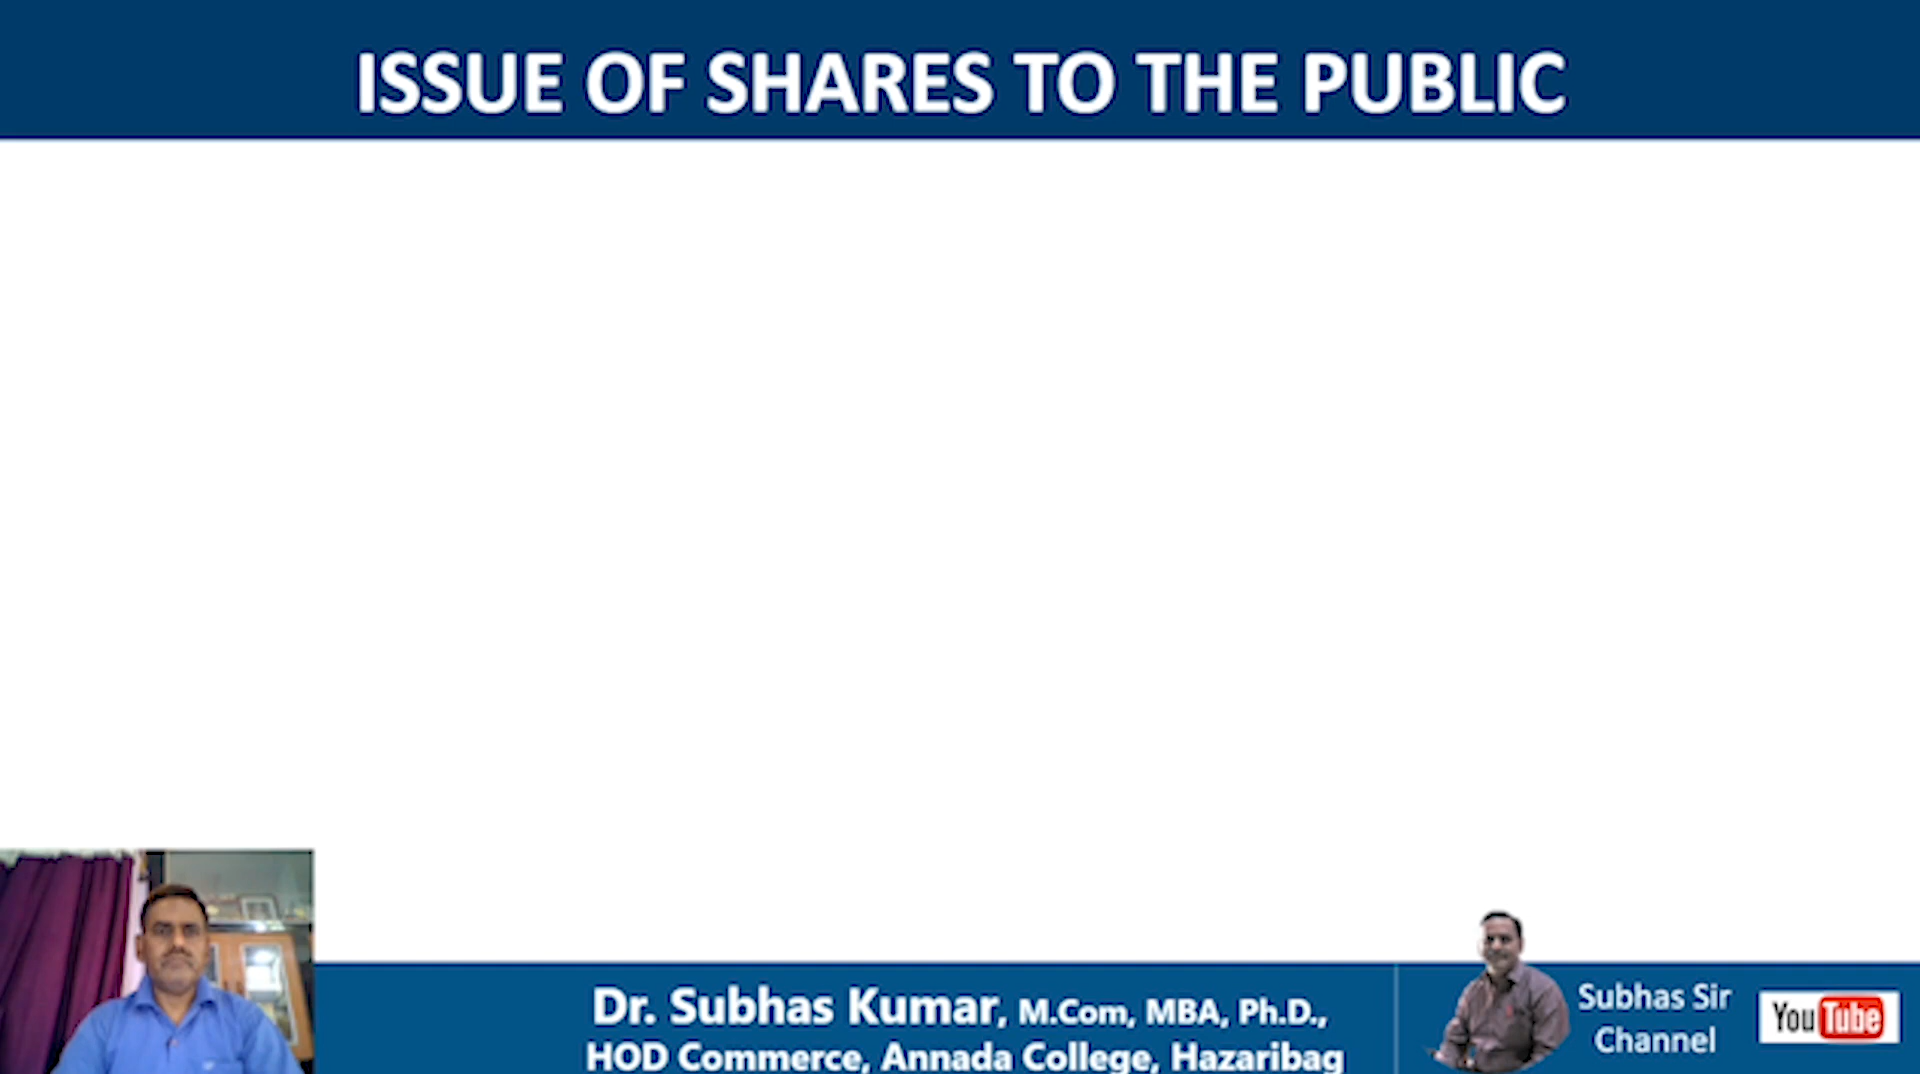 ISSUE OF SHARES TO THE PUBLIC
Dr. Subhas Kumar, M.Com, MBA, Ph.D.,
HOD Commerce, Annada College, Hazaribag
Subhas Sir
Channel
YouTube